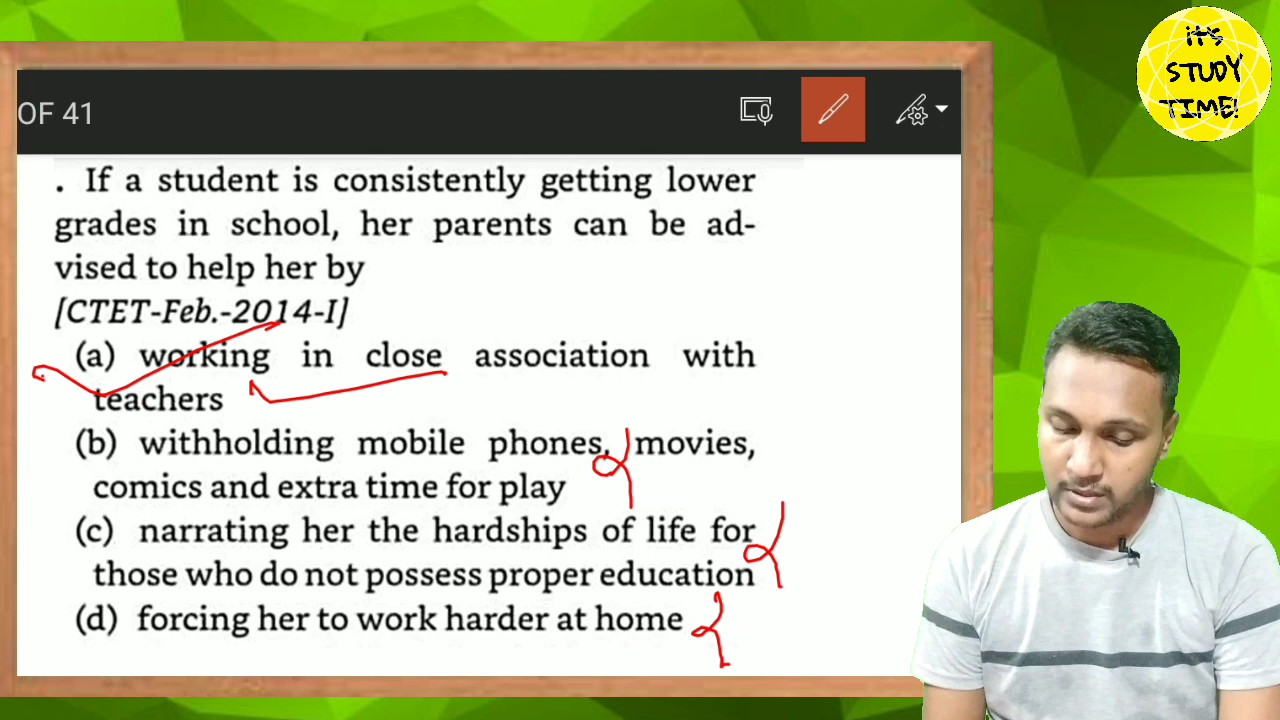 OF 41
IT'S
STUDY
TIME!
. If a student is consistently getting lower
grades in school, her parents can be ad-
vised to help her by
[CTET-Feb.-2014-I]
(a) working in close association with
teachers
(b) withholding mobile phones, movies,
comics and extra time for play
(c) narrating her the hardships of life for
those who do not possess proper education
(d) forcing her to work harder at home